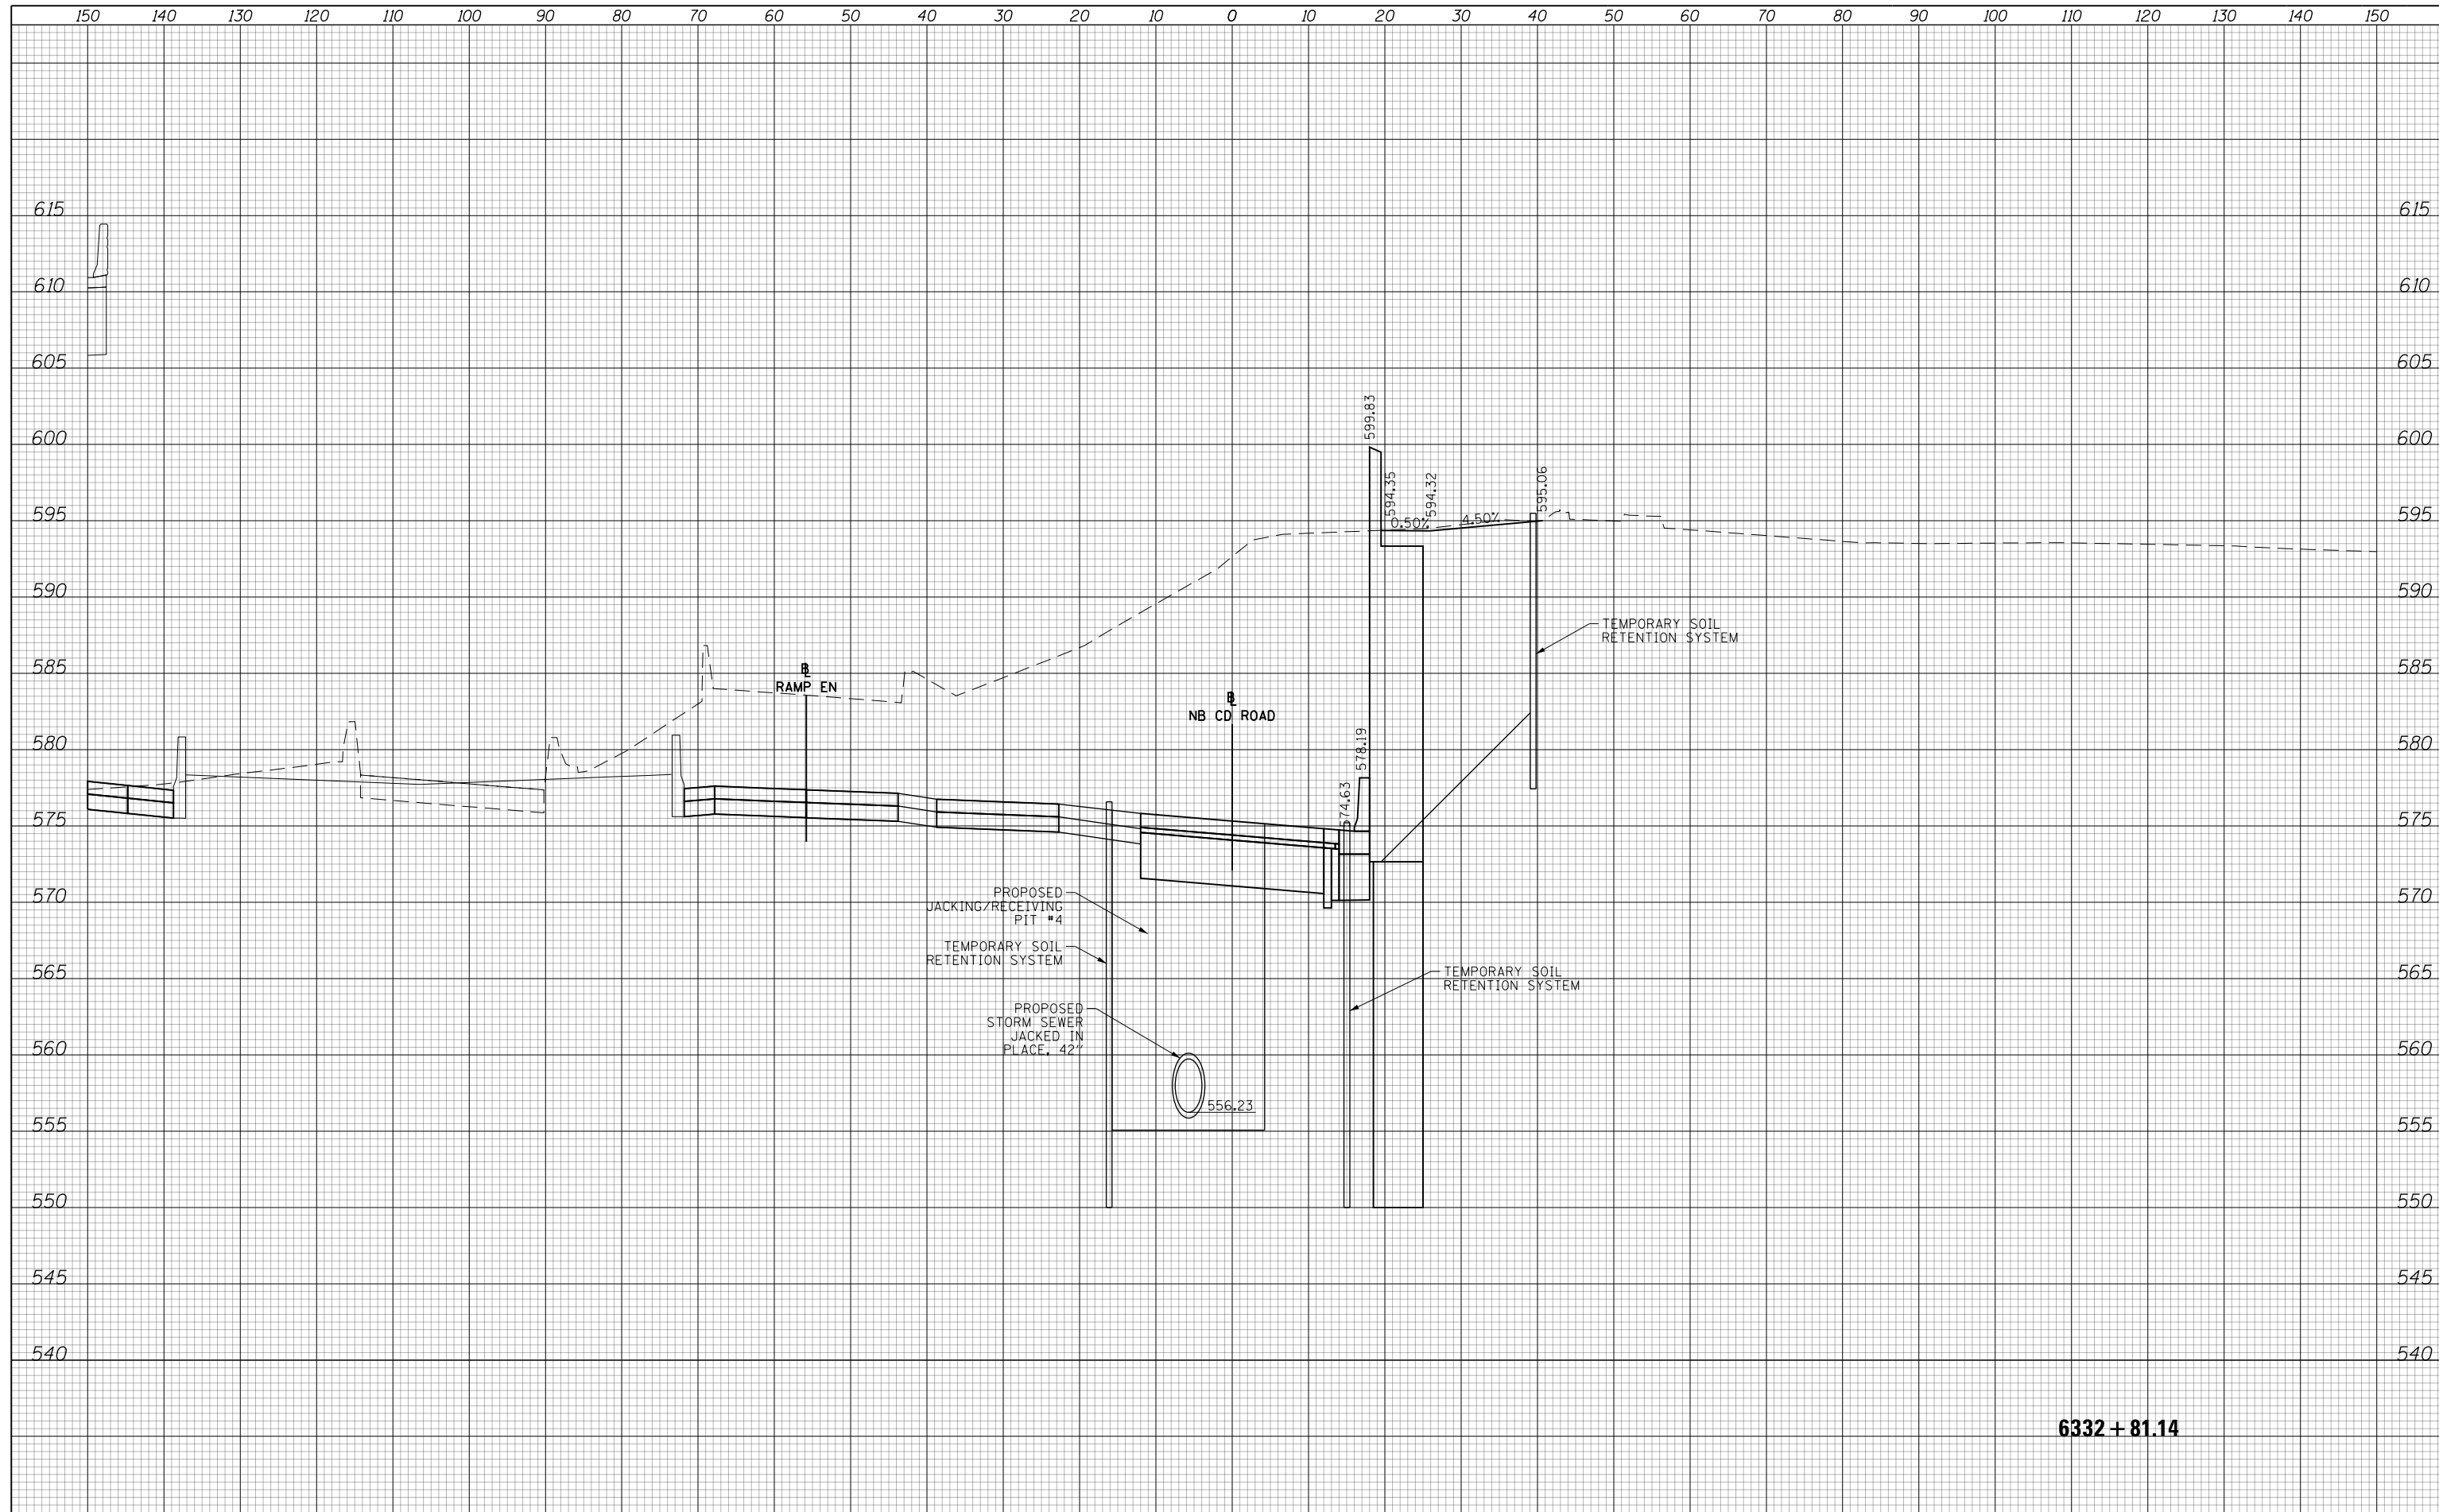 150 140 130 120 110 100 90 80 70 60 50 40 30 20 10 0 10 20 30 40 50 60 70 80 90 100 110 120 130 140 150
615 615
610 610
605 605
599.83
600 600
594.35
594.32
595.06
595 595
0.50%
4.50%
590 590
TEMPORARY SOIL
RETENTION SYSTEM
585 585
BL
RAMP EN
BL
NB CD ROAD
580 580
578.19
574.63
575 575
570 570
PROPOSED
JACKING/RECEIVING
PIT #4
TEMPORARY SOIL
RETENTION SYSTEM
565 565
TEMPORARY SOIL
RETENTION SYSTEM
PROPOSED
STORM SEWER
JACKED IN
PLACE, 42"
560 560
556.23
555 555
550 550
545 545
540 540
6332 + 81.14